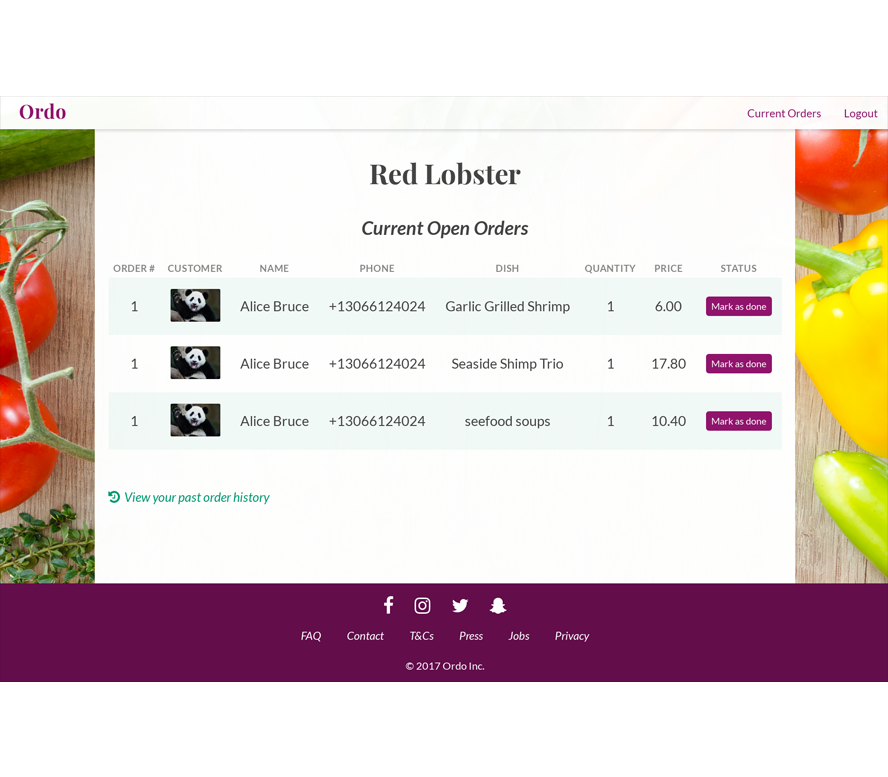 Ordo
Current Orders Logout
Red Lobster
Current Open Orders
ORDER # CUSTOMER NAME PHONE DISH QUANTITY PRICE STATUS
1 Alice Bruce +13066124024 Garlic Grilled Shrimp 1 6.00 Mark as done
1 Alice Bruce +13066124024 Seaside Shimp Trio 1 17.80 Mark as done
1 Alice Bruce +13066124024 seefood soups 1 10.40 Mark as done
View your past order history
FAQ Contact T&Cs Press Jobs Privacy
© 2017 Ordo Inc.